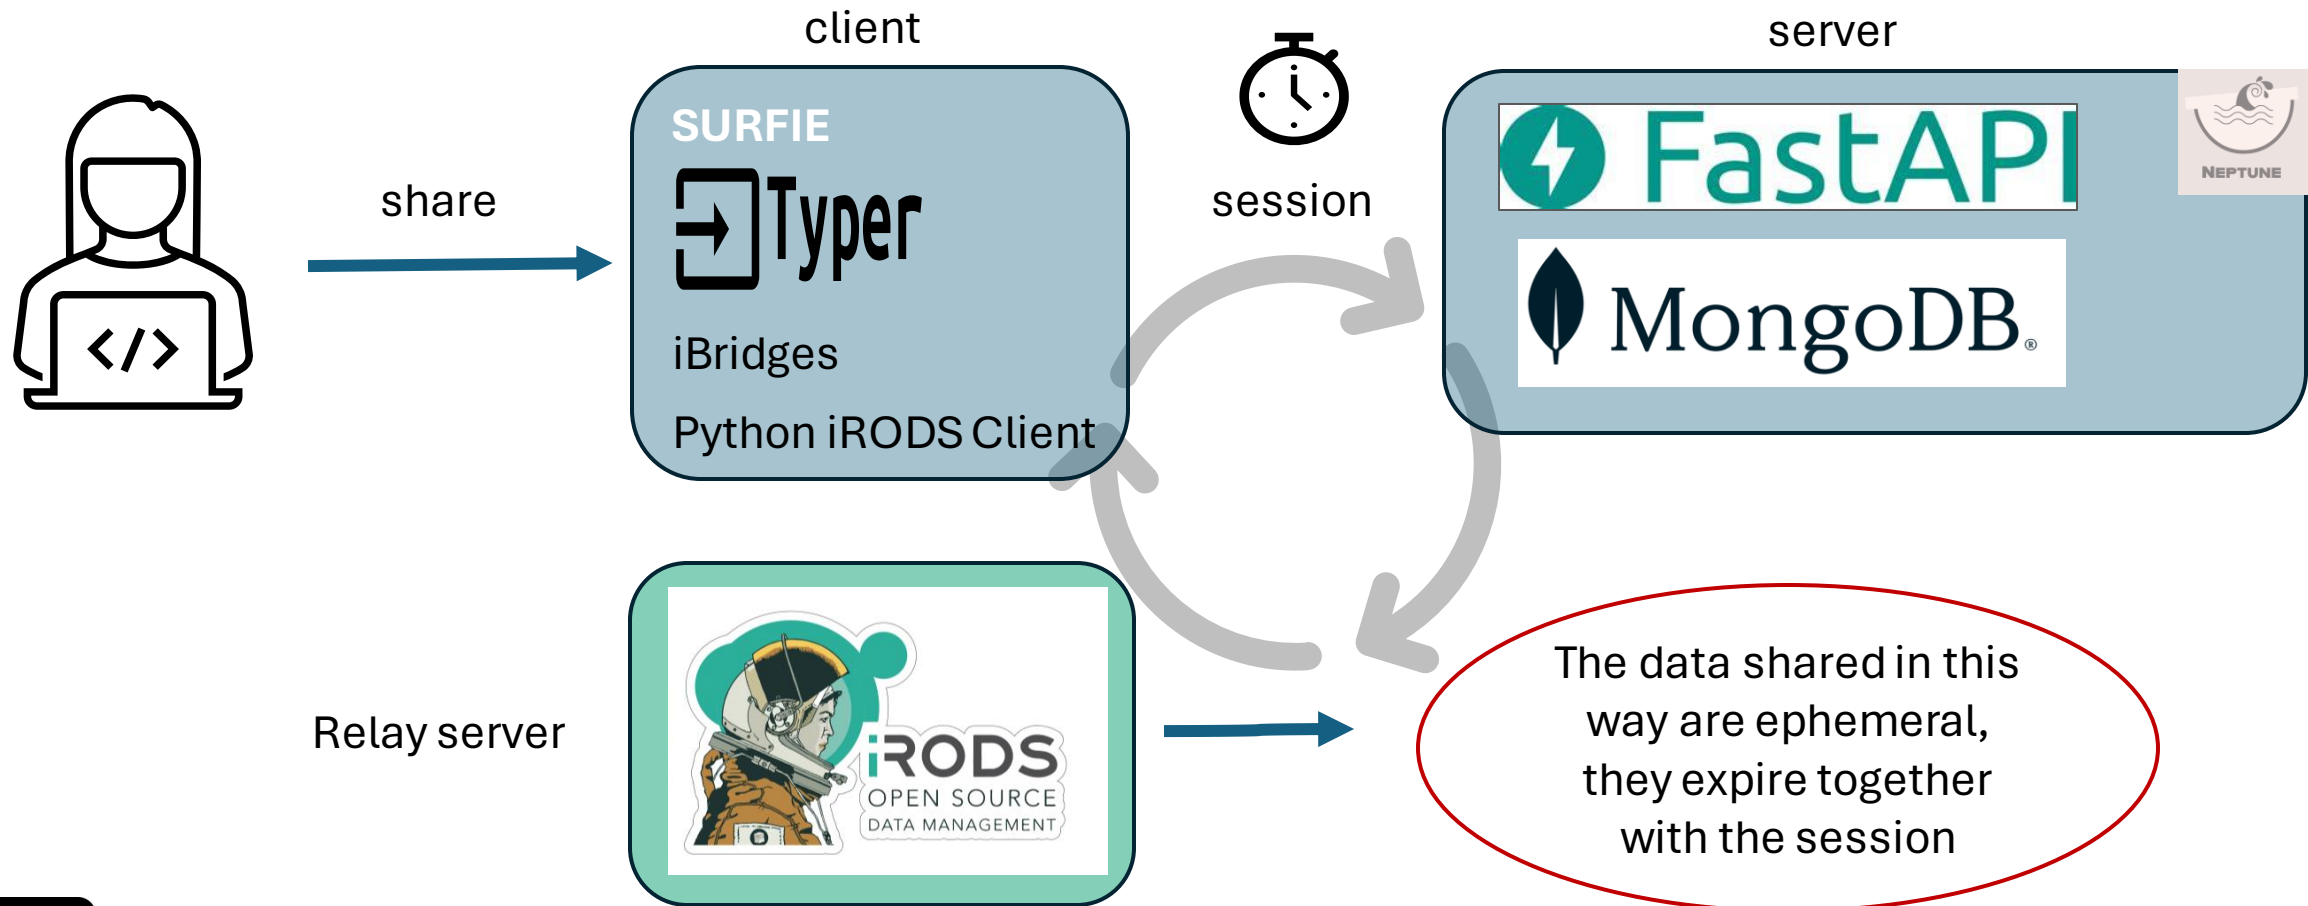 client
server
share
SURFIE
Typer
iBridges
Python iRODS Client
session
FastAPI
NEPTUNE
MongoDB®
</>
Relay server
iRODS
OPEN SOURCE
DATA MANAGEMENT
The data shared in this
way are ephemeral,
they expire together
with the session